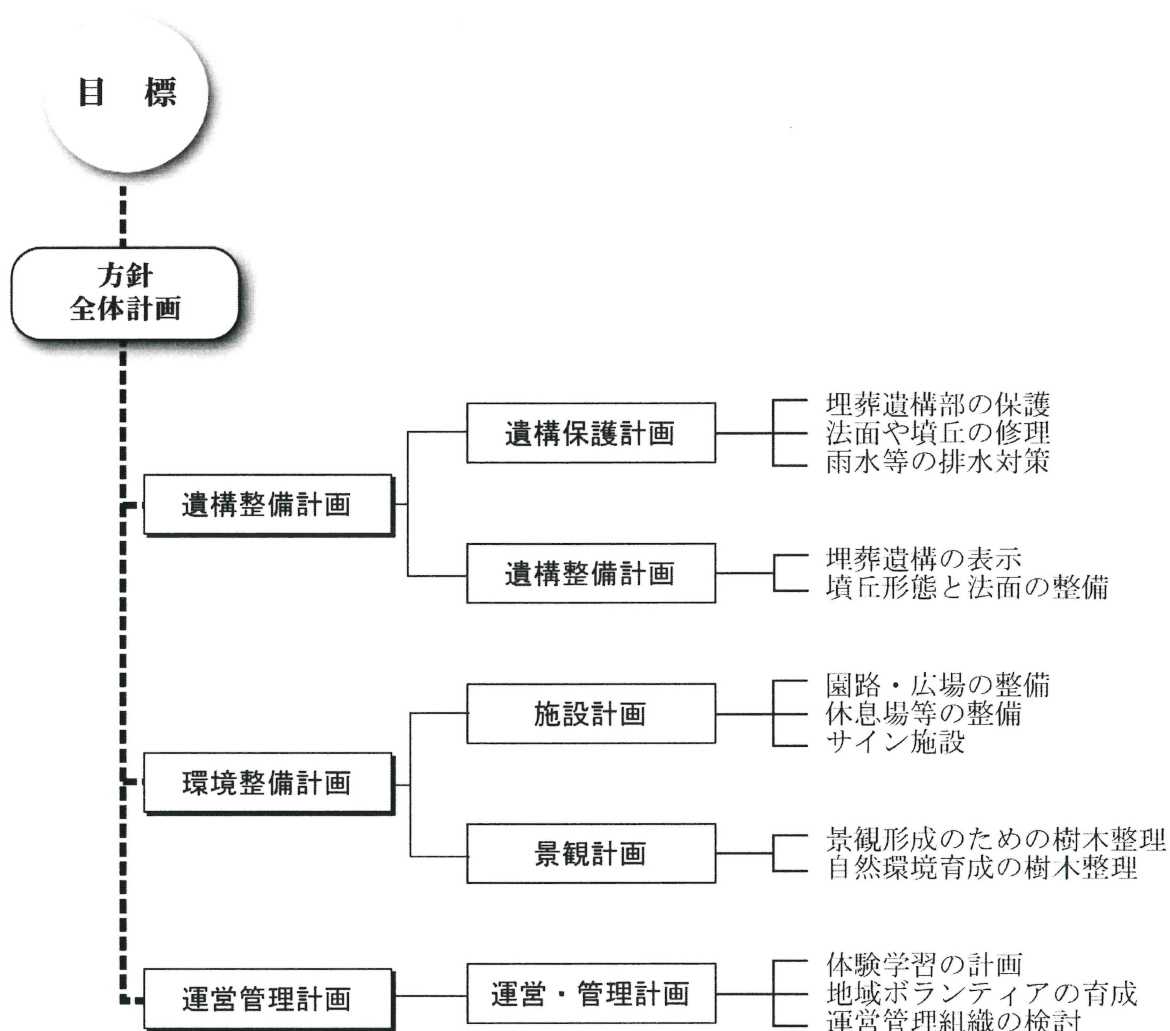 目 標
方針
全体計画
遺構整備計画
遺構保護計画
埋葬遺構部の保護
法面や墳丘の修理
雨水等の排水対策
遺構整備計画
埋葬遺構の表示
墳丘形態と法面の整備
環境整備計画
施設計画
園路・広場の整備
休息場等の整備
サイン施設
景観計画
景観形成のための樹木整理
自然環境育成の樹木整理
運営管理計画
運営・管理計画
体験学習の計画
地域ボランティアの育成
運営管理組織の検討